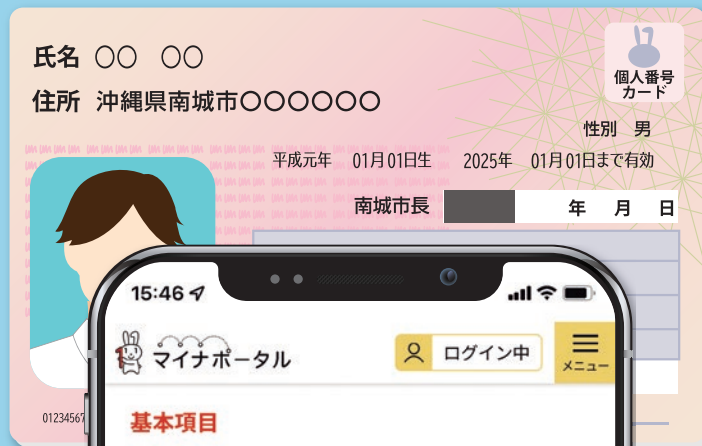 氏名 〇〇 〇〇
住所 沖縄県南城市〇〇〇〇〇〇
個人番号
カード
性別 男
平成元年 01月01日生 2025年 01月01日まで有効
南城市長 年 月 日
15:46
マイナポータル ログイン中
メニュー
基本項目
01234567